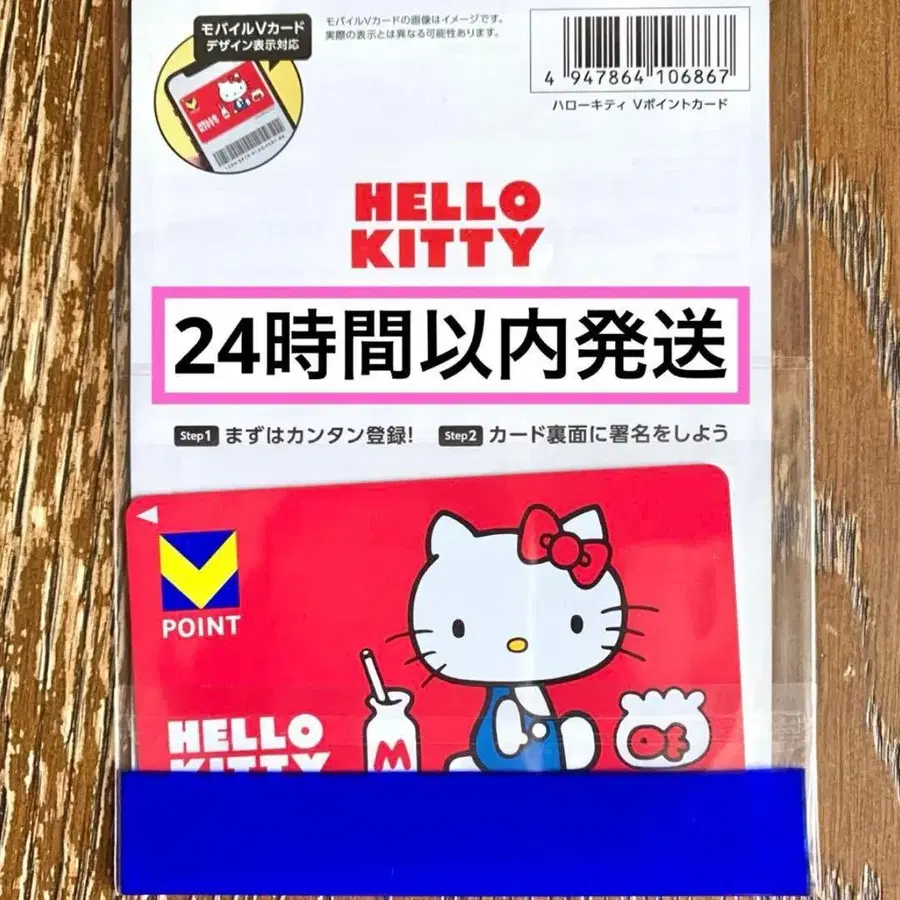 モバイルVカード
デザイン表示対応
モバイルVカードの画像はイメージです。
実際の表示とは異なる可能性があります。
4 947864 106867
ハローキティ Vポイントカード
HELLO
KITTY
24時間以内発送
Step1 まずはカンタン登録!
Step2 カード裏面に署名をしよう
V
POINT
HELLO
KITTY
M